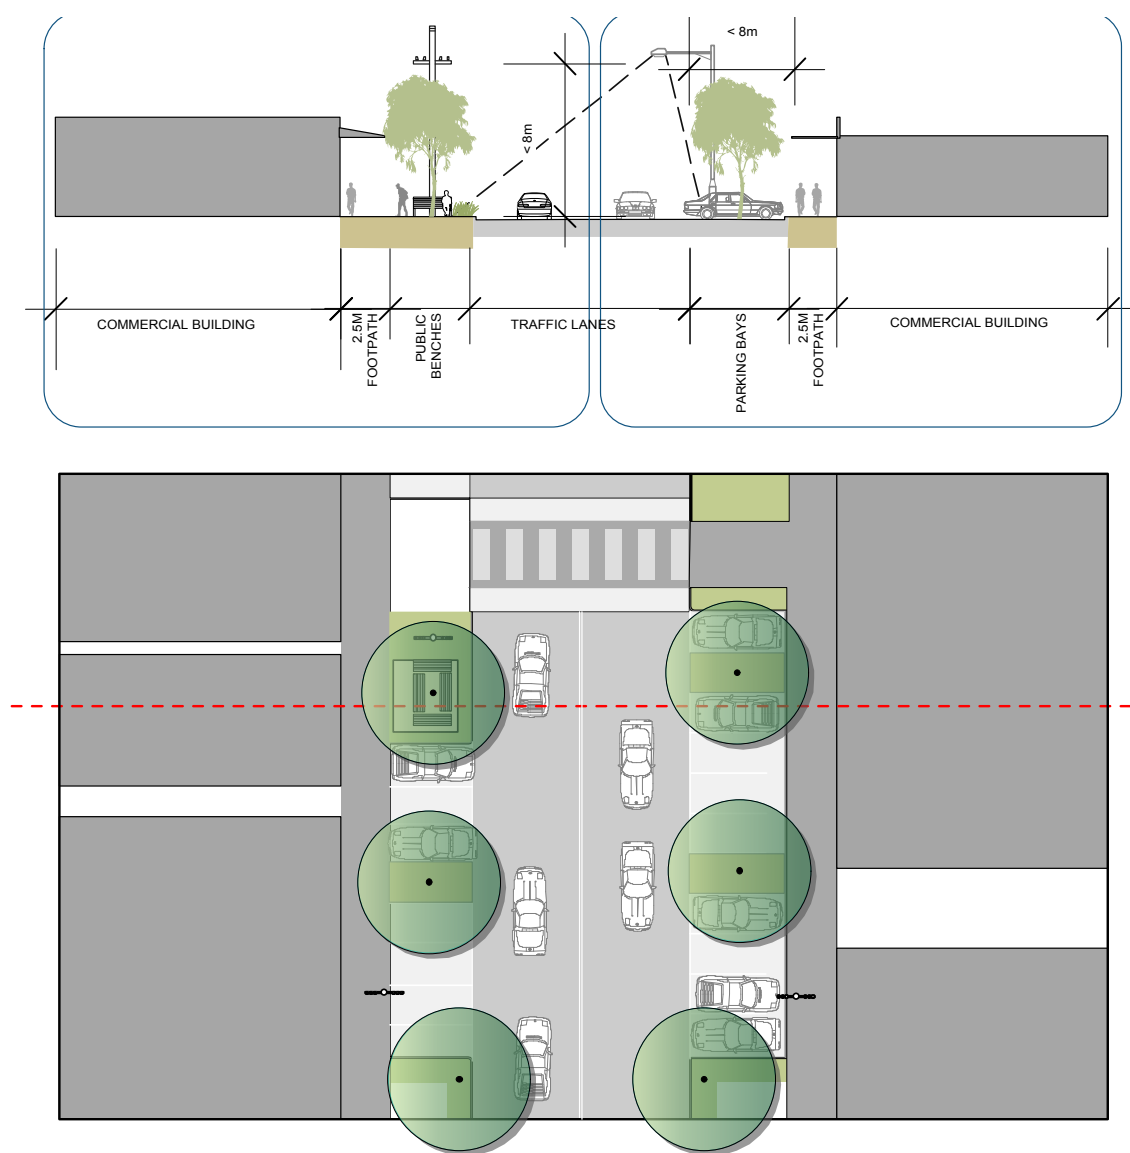 < 8m
< 8m
COMMERCIAL BUILDING
2.5M
FOOTPATH
PUBLIC
BENCHES
TRAFFIC LANES
PARKING BAYS
2.5M
FOOTPATH
COMMERCIAL BUILDING